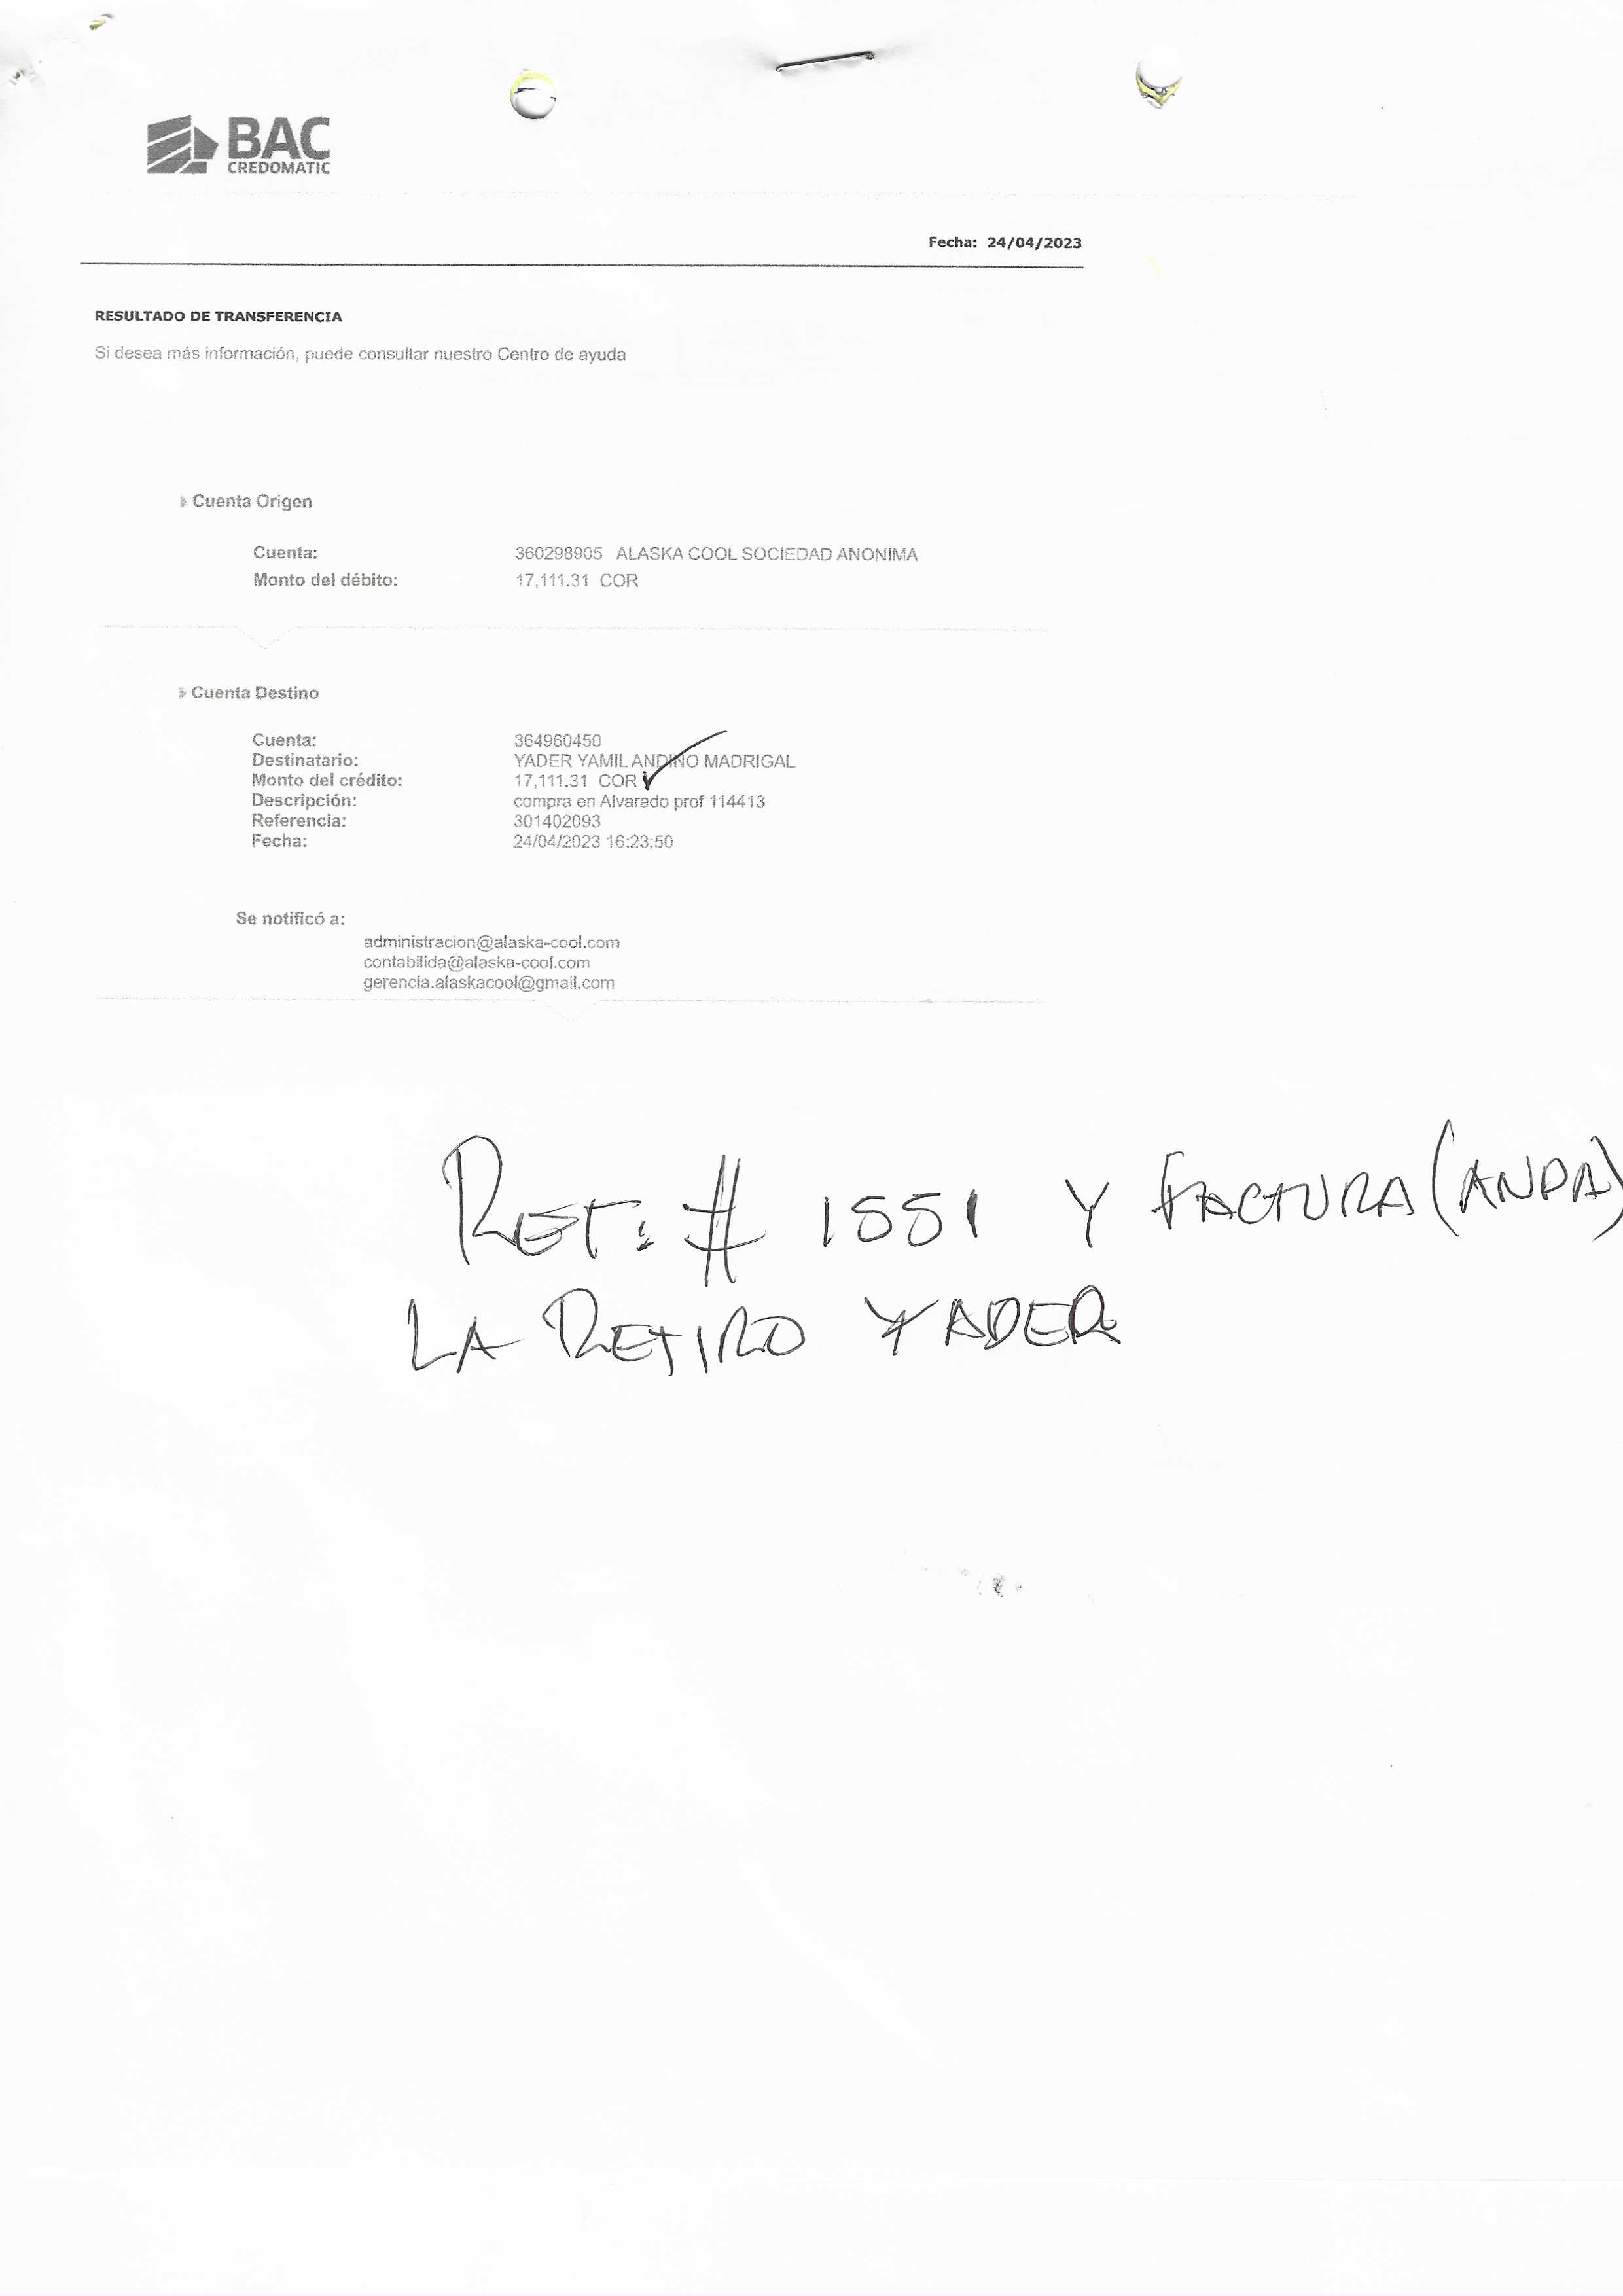 BAC
CREDOMATIC
Fecha: 24/04/2023
RESULTADO DE TRANSFERENCIA
Si desea más información, puede consultar nuestro Centro de ayuda
Cuenta Origen
Cuenta: 360298905 ALASKA COOL SOCIEDAD ANONIMA
Monto del débito: 17,111.31 COR
Cuenta Destino
Cuenta: 364960450
Destinatario: YADER YAMIL ANDINO MADRIGAL
Monto del crédito: 17,111.31 COR
Descripción: compra en Alvarado prof 114413
Referencia: 301402093
Fecha: 24/04/2023 16:23:50
Se notificó a:
administracion@alaska-cool.com
contabilida@alaska-cool.com
gerencia.alaskacool@gmail.com
RET: # 1551 Y FACTURA (ANDA)
LA RETIRO YADER